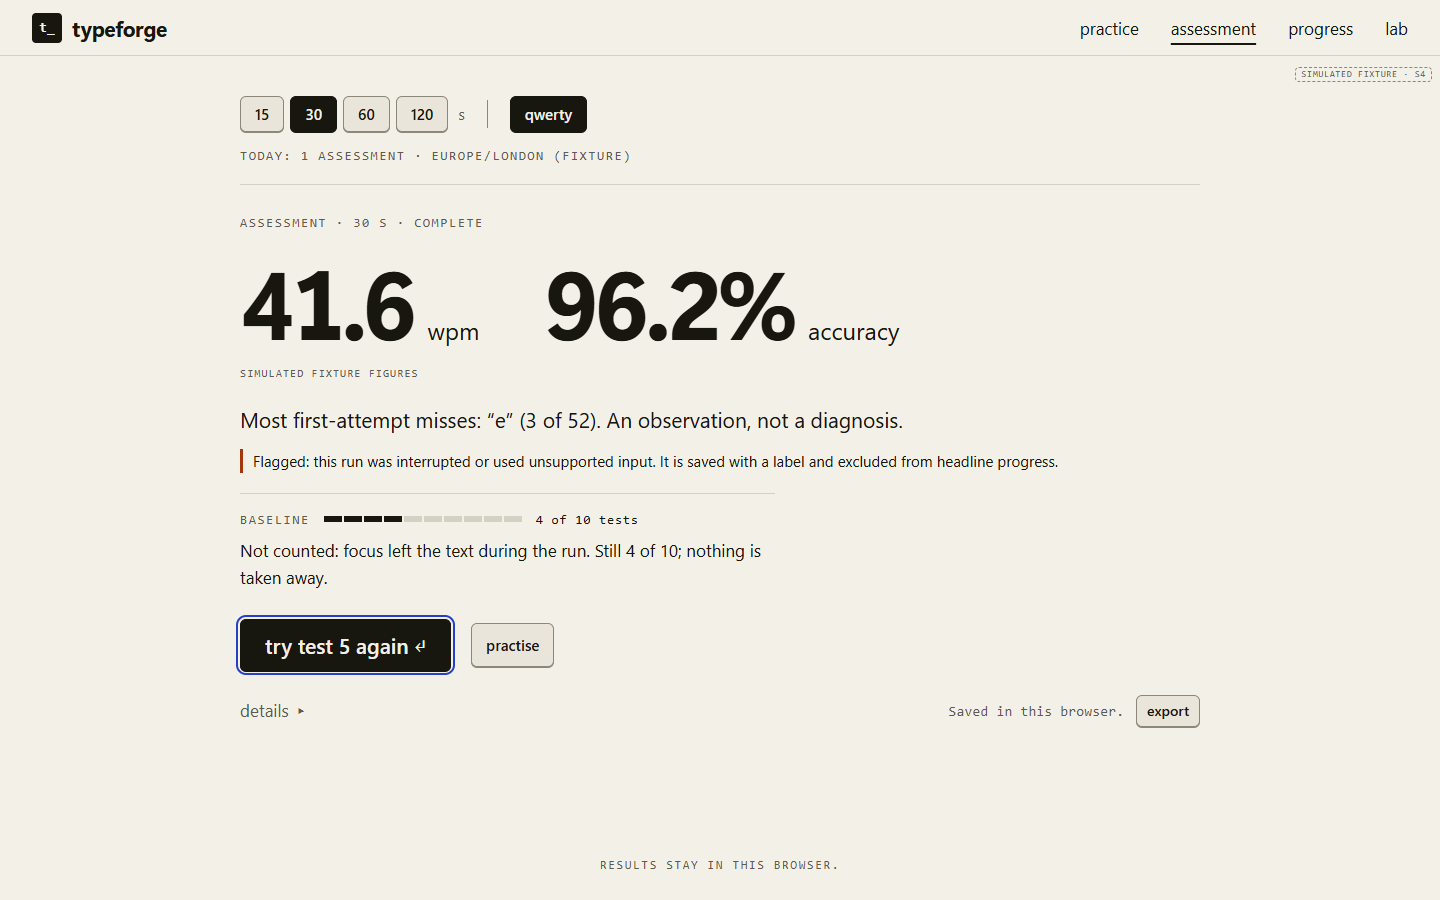 t_ typeforge practice assessment progress lab
SIMULATED FIXTURE · S4
15 30 60 120 s qwerty
TODAY: 1 ASSESSMENT · EUROPE/LONDON (FIXTURE)
ASSESSMENT · 30 S · COMPLETE
41.6 wpm 96.2% accuracy
SIMULATED FIXTURE FIGURES
Most first-attempt misses: “e” (3 of 52). An observation, not a diagnosis.
Flagged: this run was interrupted or used unsupported input. It is saved with a label and excluded from headline progress.
BASELINE 4 of 10 tests
Not counted: focus left the text during the run. Still 4 of 10; nothing is
taken away.
try test 5 again ↵ practise
details ▸ Saved in this browser. export
RESULTS STAY IN THIS BROWSER.